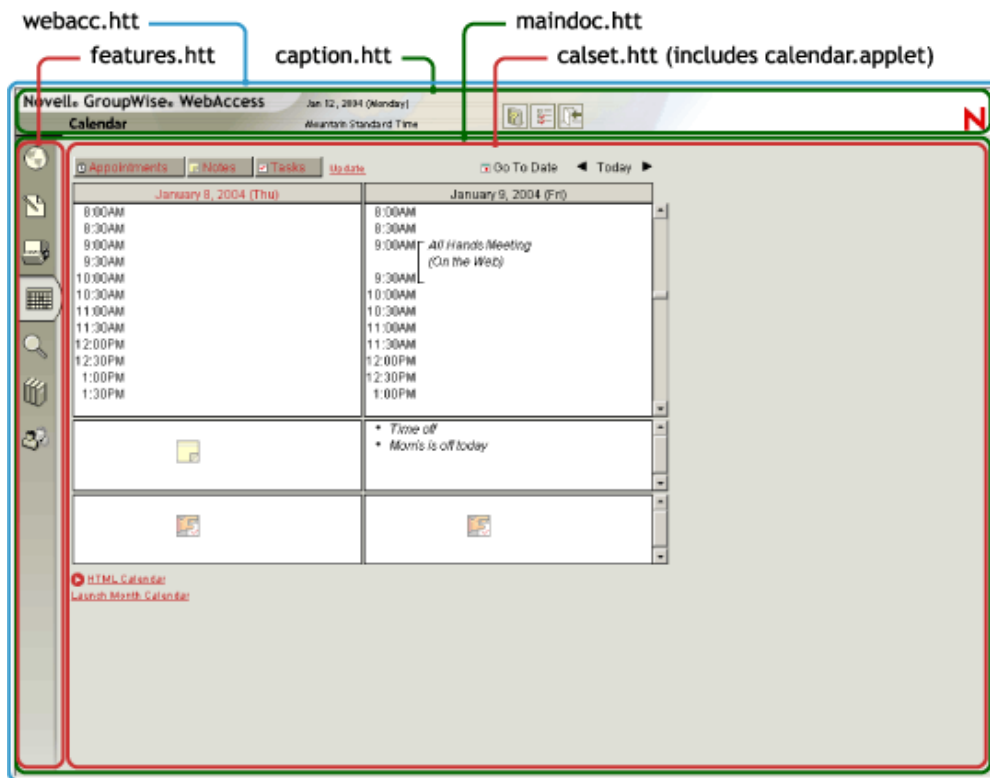 webacc.htt
maindoc.htt
features.htt
caption.htt
calset.htt (includes calendar.applet)
Novell® GroupWise® WebAccess
Jan 12, 2004 (Monday)
Calendar
Mountain Standard Time
N
Appointments Notes Tasks Update Go To Date ◀ Today ▶
January 8, 2004 (Thu)
January 9, 2004 (Fri)
8:00AM
8:30AM
9:00AM
9:30AM
10:00AM
10:30AM
11:00AM
11:30AM
12:00PM
12:30PM
1:00PM
1:30PM
8:00AM
8:30AM
9:00AM All Hands Meeting
(On the Web)
9:30AM
10:00AM
10:30AM
11:00AM
11:30AM
12:00PM
12:30PM
1:00PM
• Time off
• Morris is off today
HTML Calendar
Launch Month Calendar